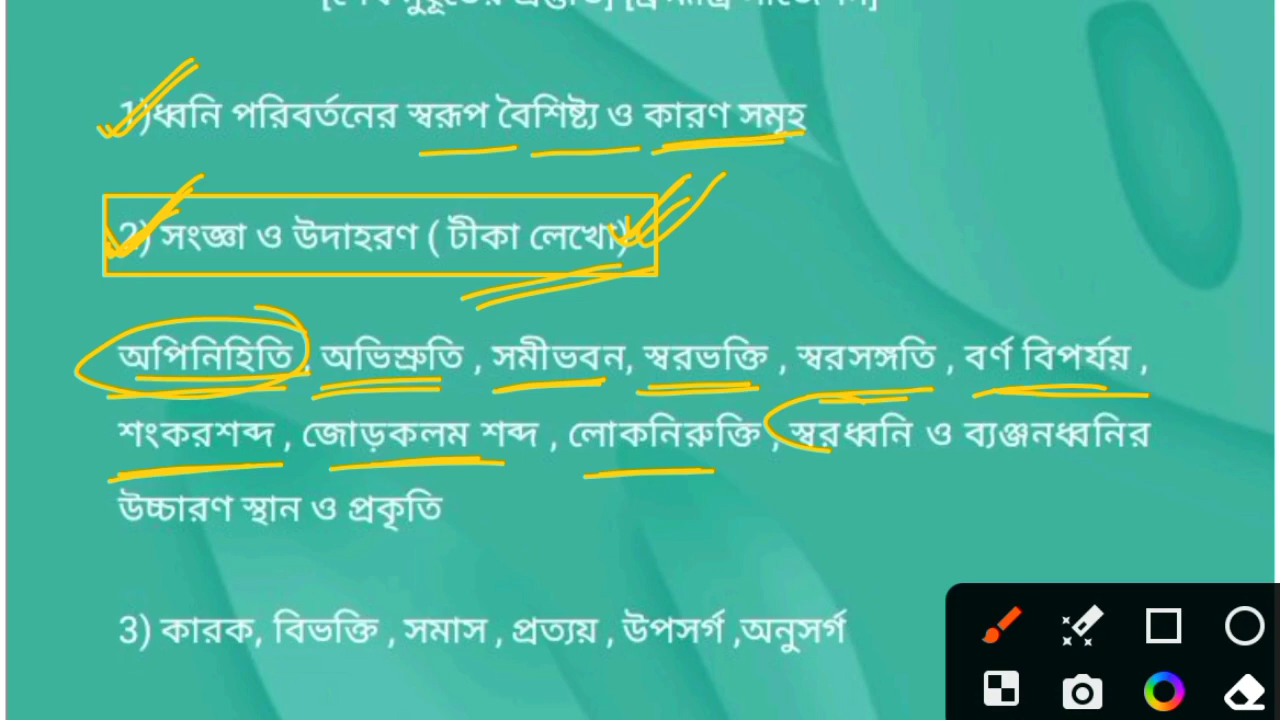 1)ধ্বনি পরিবর্তনের স্বরূপ বৈশিষ্ট্য ও কারণ সমূহ
2) সংজ্ঞা ও উদাহরণ ( টীকা লেখো)
অপিনিহিতি , অভিস্রুতি , সমীভবন, স্বরভক্তি , স্বরসঙ্গতি , বর্ণ বিপর্যয় ,
শংকরশব্দ , জোড়কলম শব্দ , লোকনিরুক্তি , স্বরধ্বনি ও ব্যঞ্জনধ্বনির
উচ্চারণ স্থান ও প্রকৃতি
3) কারক, বিভক্তি , সমাস , প্রত্যয় , উপসর্গ ,অনুসর্গ